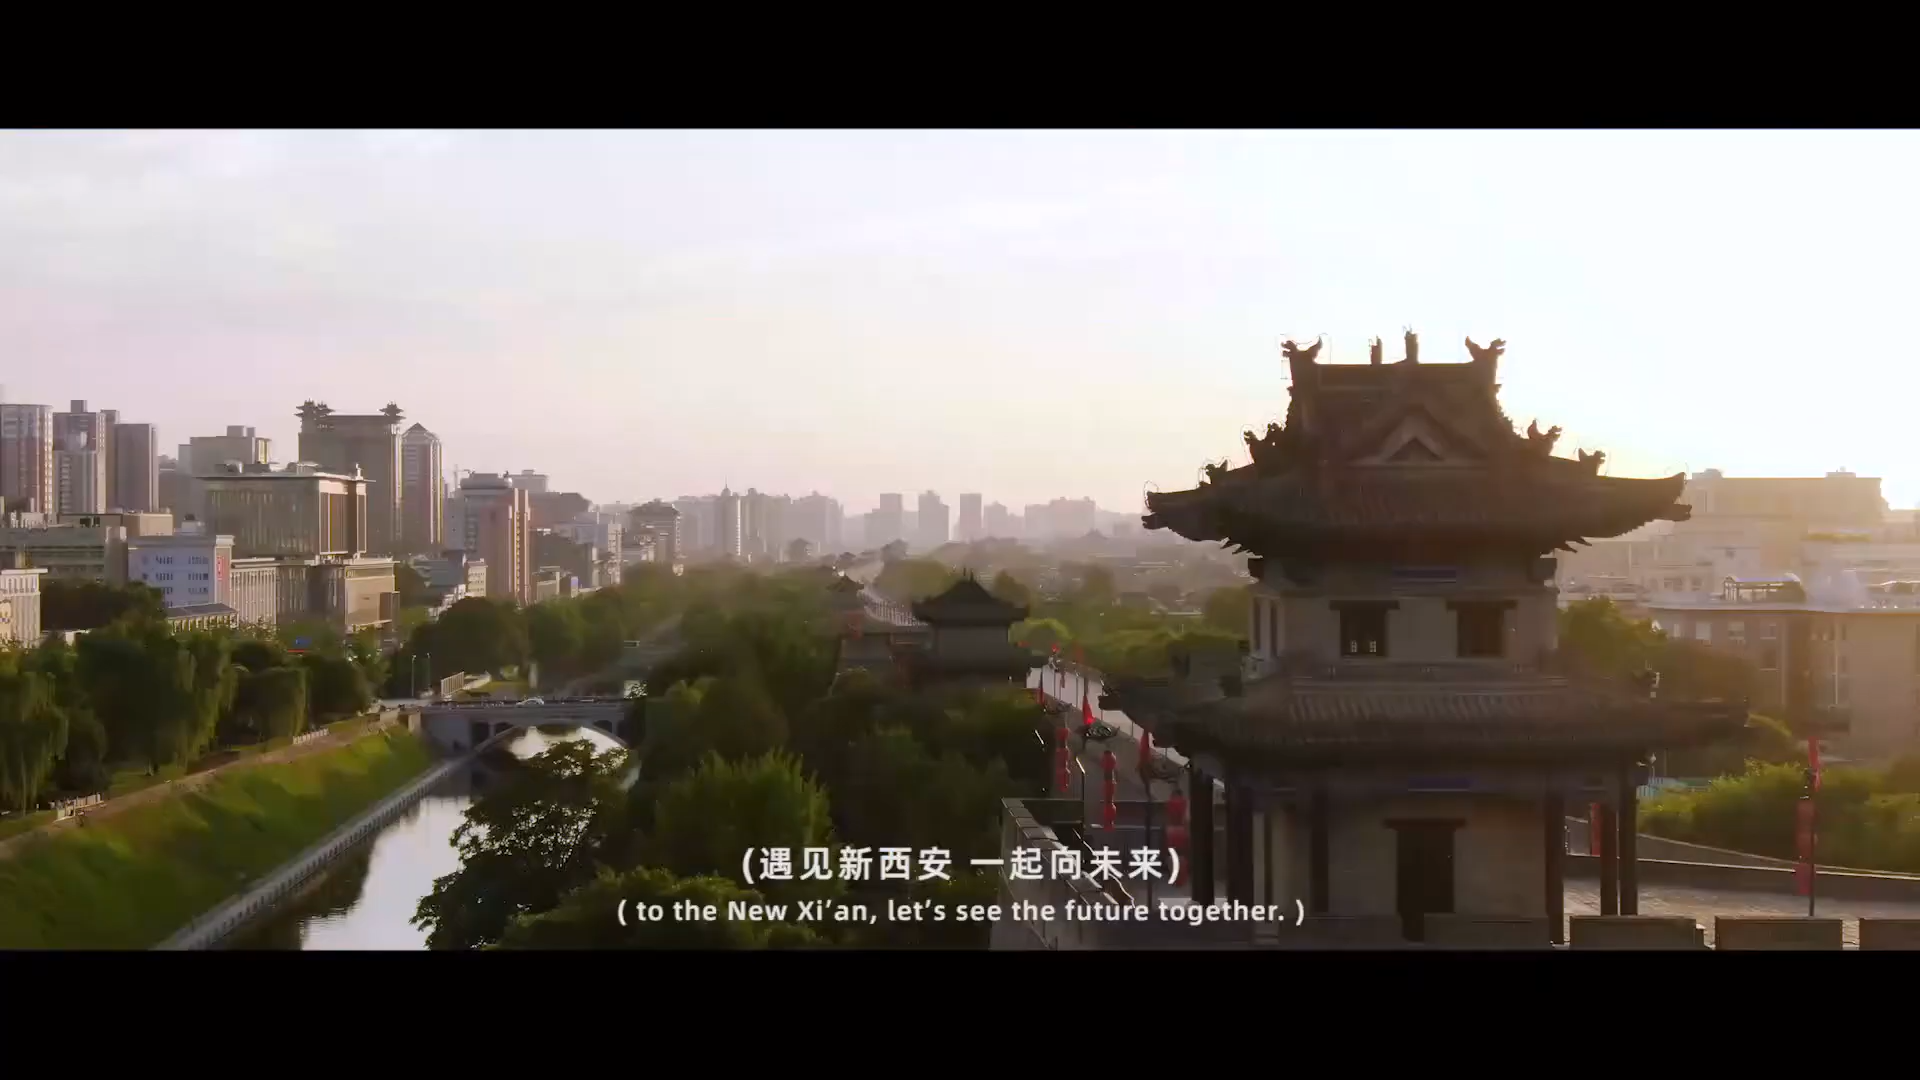 (遇见新西安 一起向未来)
( to the New Xi’an, let’s see the future together. )